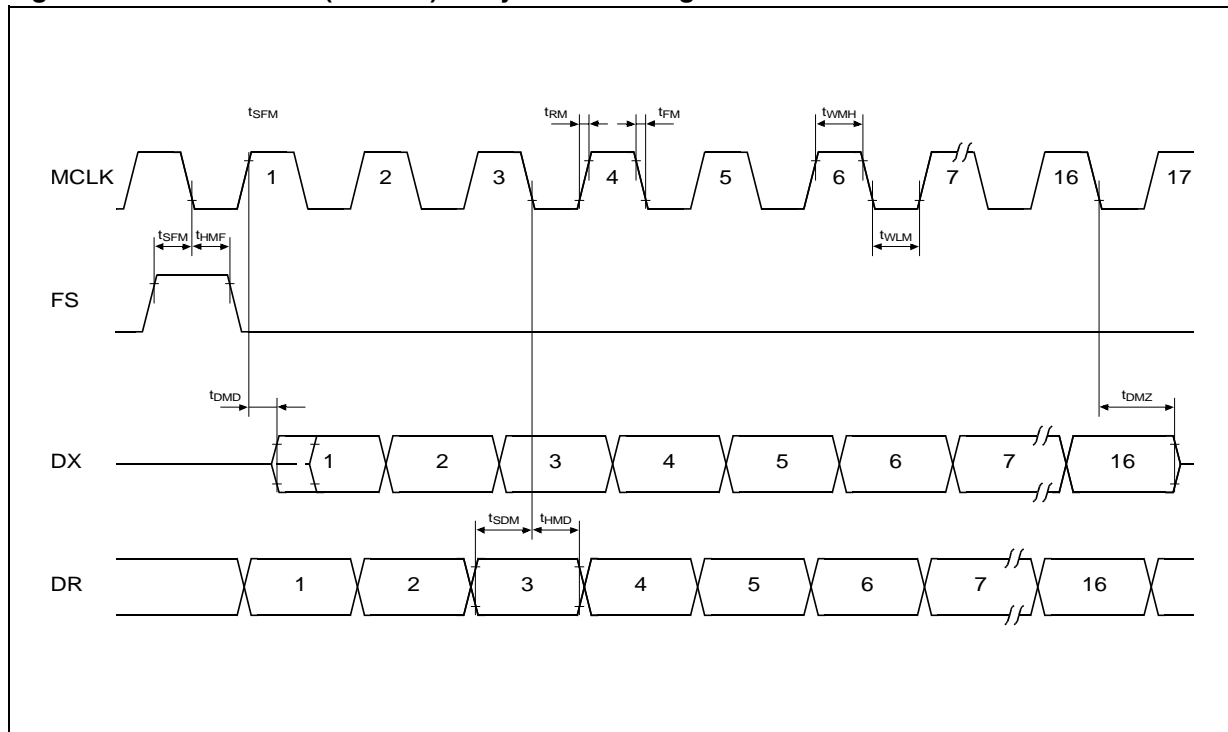 tSFM
tRM
tFM
tWMH
MCLK
1 2 3 4 5 6 7 16 17
tSFM tHMF
tWLM
FS
tDMD
tDMZ
DX
1 2 3 4 5 6 7 16
tSDM tHMD
DR
1 2 3 4 5 6 7 16